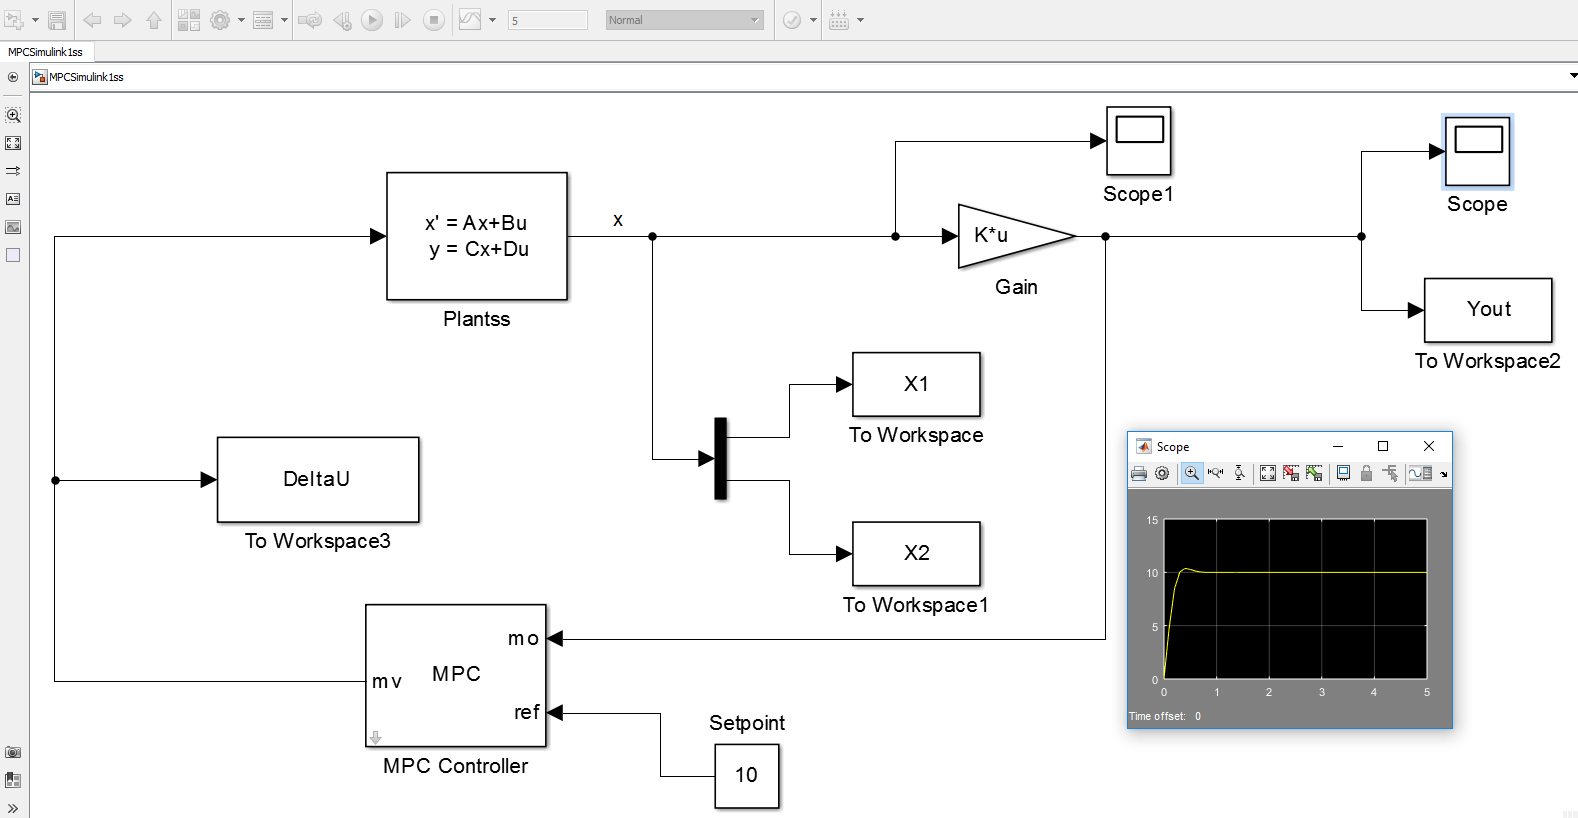 5
Normal
MPCSimulink1ss
MPCSimulink1ss
x' = Ax+Bu
y = Cx+Du
Plantss
x
Scope1
K*u
Gain
Scope
Yout
To Workspace2
X1
To Workspace
X2
To Workspace1
DeltaU
To Workspace3
mo
MPC
mv
ref
MPC Controller
Setpoint
10
Scope
15
10
5
0
0 1 2 3 4 5
Time offset: 0